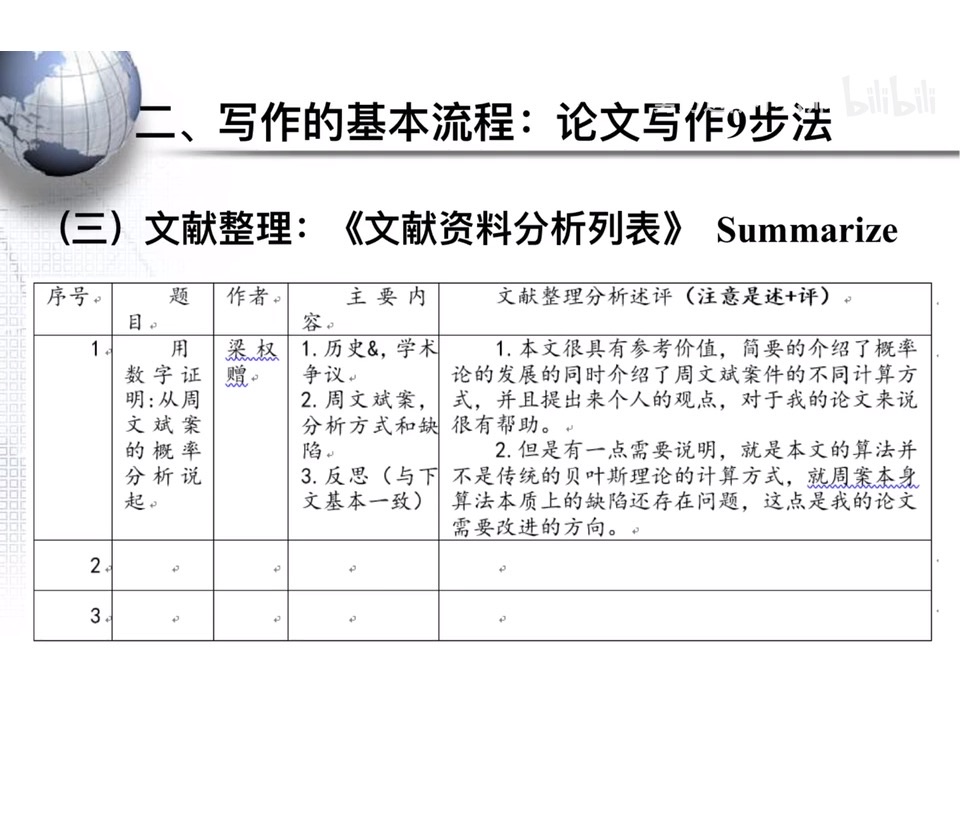 bilibili
二、写作的基本流程：论文写作9步法
（三）文献整理：《文献资料分析列表》 Summarize
序号
题
目
作者
主 要 内
容
文献整理分析述评（注意是述+评）
1
用
数字证
明:从周
文斌案
的概率
分析说
起
梁权
赠
1.历史&,学术
争议
2.周文斌案，
分析方式和缺
陷
3.反思（与下
文基本一致）
1.本文很具有参考价值，简要的介绍了概率
论的发展的同时介绍了周文斌案件的不同计算方
式，并且提出来个人的观点，对于我的论文来说
很有帮助。
2.但是有一点需要说明，就是本文的算法并
不是传统的贝叶斯理论的计算方式，就周案本身
算法本质上的缺陷还存在问题，这点是我的论文
需要改进的方向。
2
3